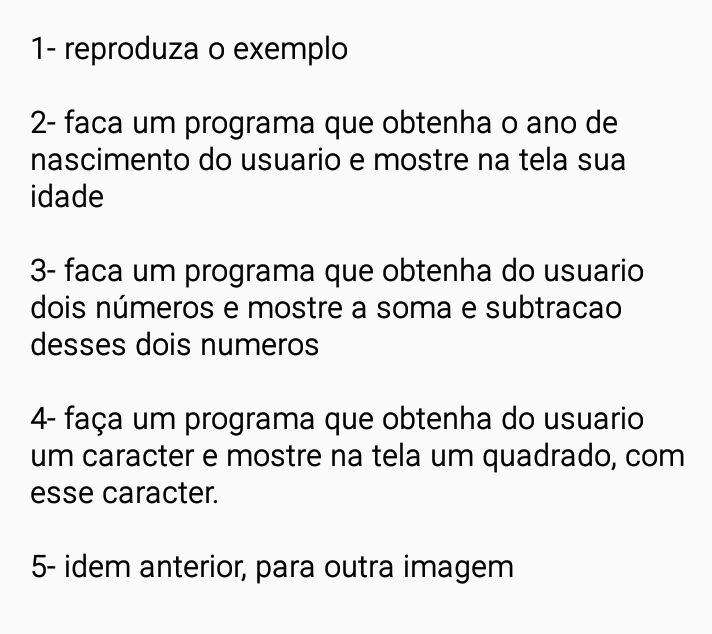 1- reproduza o exemplo
2- faca um programa que obtenha o ano de
nascimento do usuario e mostre na tela sua
idade
3- faca um programa que obtenha do usuario
dois números e mostre a soma e subtracao
desses dois numeros
4- faça um programa que obtenha do usuario
um caracter e mostre na tela um quadrado, com
esse caracter.
5- idem anterior, para outra imagem